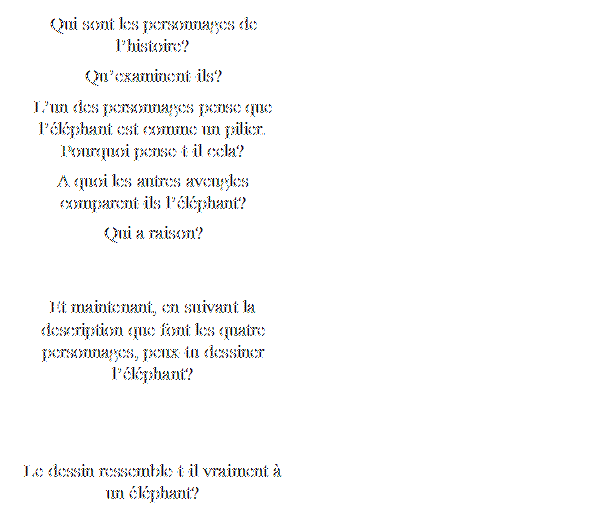 Qui sont les personnages de
l’histoire?
Qu’examinent-ils?
L’un des personnages pense que
l’éléphant est comme un pilier.
Pourquoi pense-t-il cela?
A quoi les autres aveugles
comparent-ils l’éléphant?
Qui a raison?
Et maintenant, en suivant la
description que font les quatre
personnages, peux-tu dessiner
l’éléphant?
Le dessin ressemble-t-il vraiment à
un éléphant?